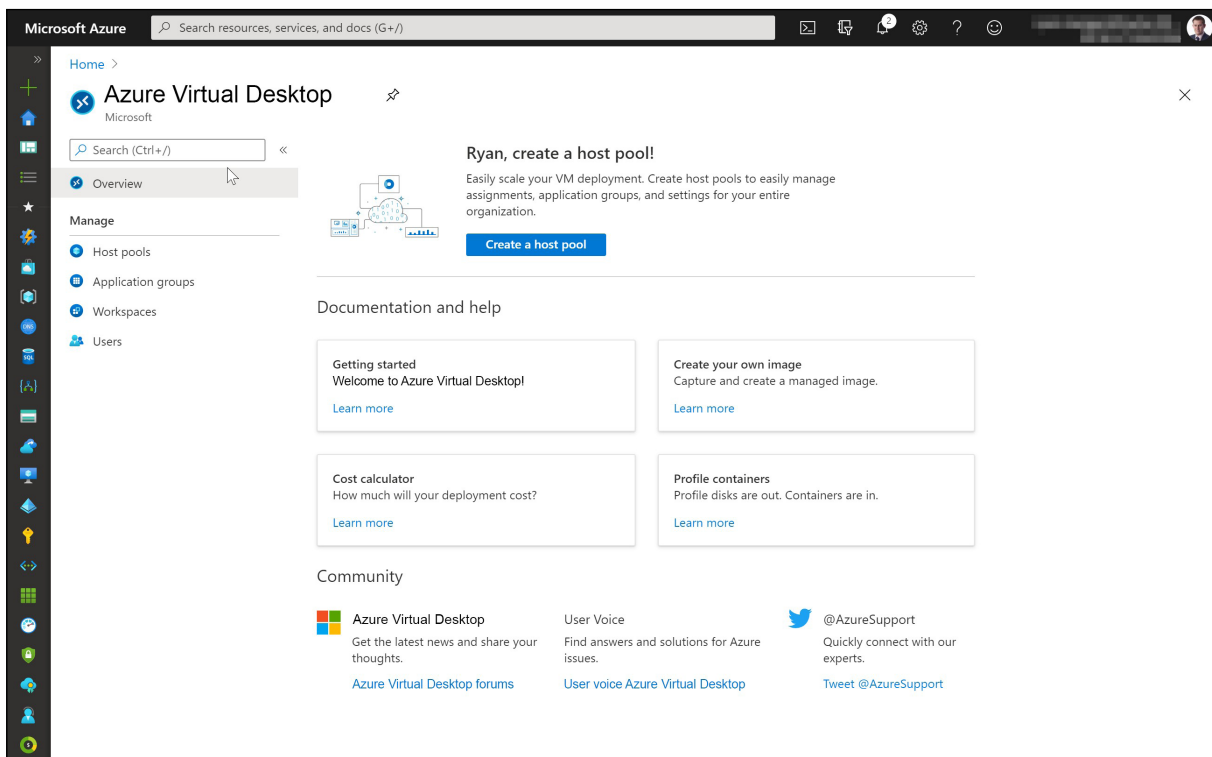 Microsoft Azure
Search resources, services, and docs (G+/)
2
Home >
Azure Virtual Desktop
Microsoft
Search (Ctrl+/)
Overview
Manage
Host pools
Application groups
Workspaces
Users
Ryan, create a host pool!
Easily scale your VM deployment. Create host pools to easily manage
assignments, application groups, and settings for your entire
organization.
Create a host pool
Documentation and help
Getting started
Welcome to Azure Virtual Desktop!
Learn more
Create your own image
Capture and create a managed image.
Learn more
Cost calculator
How much will your deployment cost?
Learn more
Profile containers
Profile disks are out. Containers are in.
Learn more
Community
Azure Virtual Desktop
Get the latest news and share your
thoughts.
Azure Virtual Desktop forums
User Voice
Find answers and solutions for Azure
issues.
User voice Azure Virtual Desktop
@AzureSupport
Quickly connect with our
experts.
Tweet @AzureSupport
DNS
SQL